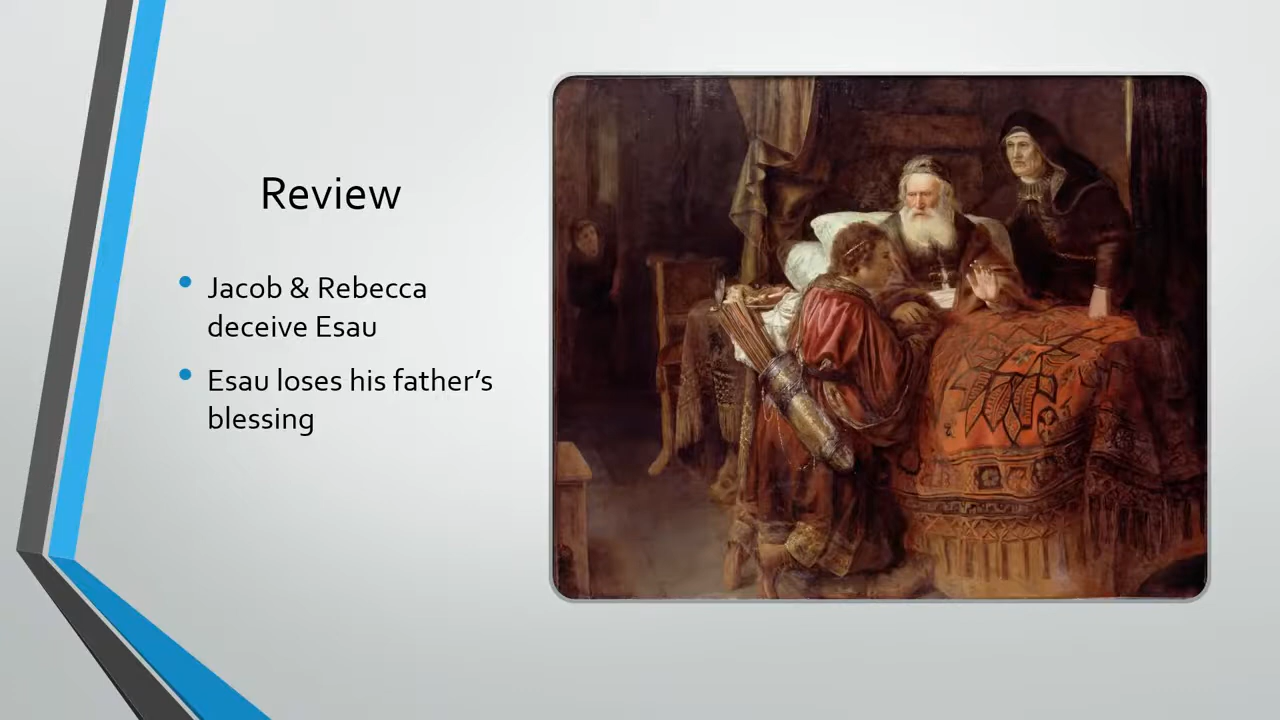 Review
Jacob & Rebecca
deceive Esau
Esau loses his father’s
blessing